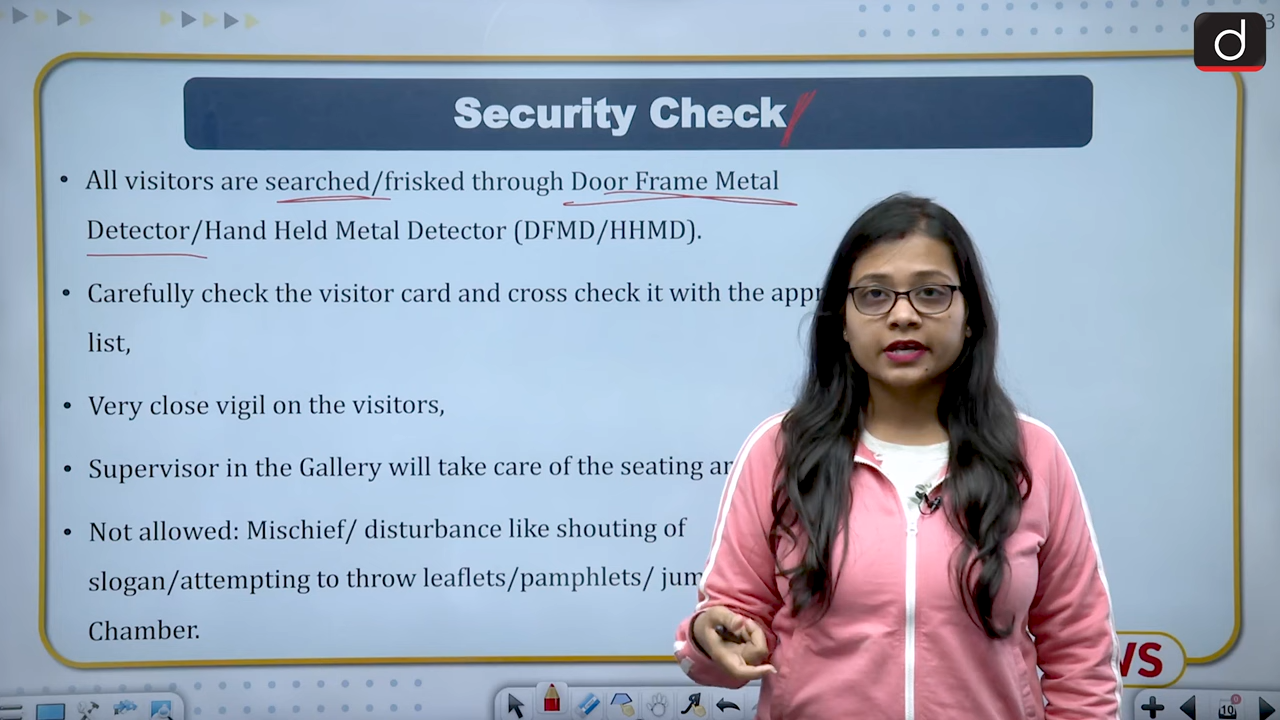 d
3
Security Check
• All visitors are searched/frisked through Door Frame Metal
Detector/Hand Held Metal Detector (DFMD/HHMD).
• Carefully check the visitor card and cross check it with the appr
list,
• Very close vigil on the visitors,
• Supervisor in the Gallery will take care of the seating ar
• Not allowed: Mischief/ disturbance like shouting of
slogan/attempting to throw leaflets/pamphlets/ jum
Chamber.
WS
19